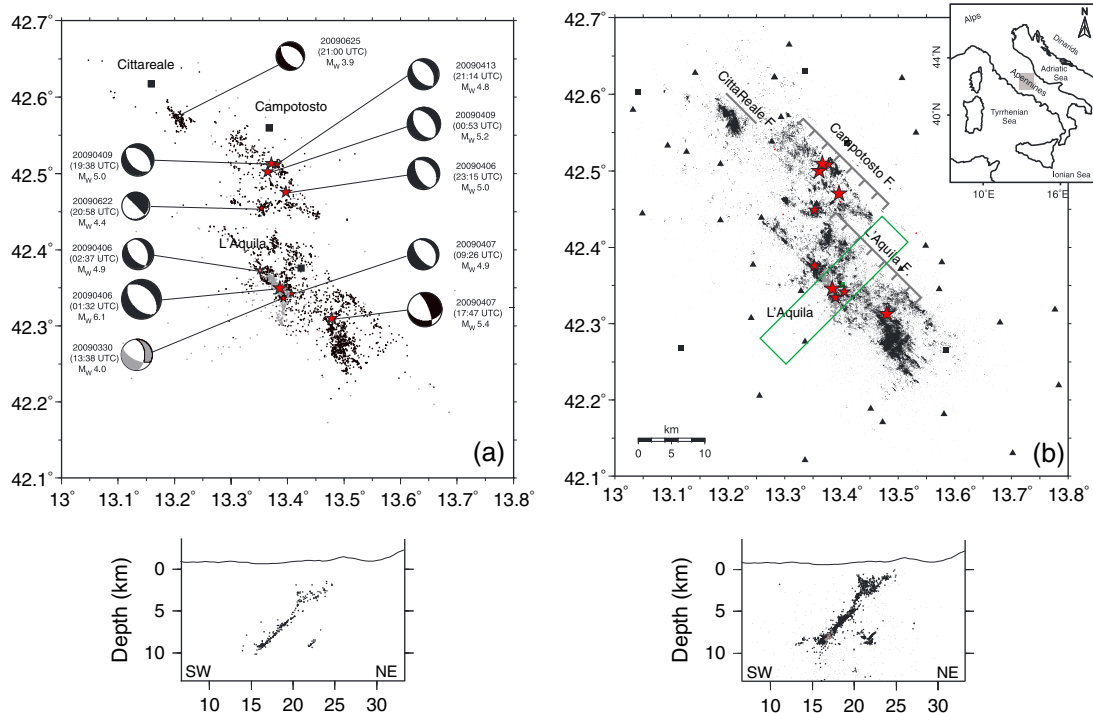 42.7°
42.6°
42.5°
42.4°
42.3°
42.2°
42.1°
13°
13.1°
13.2°
13.3°
13.4°
13.5°
13.6°
13.7°
13.8°
Cittareale
Campotosto
L'Aquila
20090625
(21:00 UTC)
MW 3.9
20090413
(21:14 UTC)
MW 4.8
20090409
(00:53 UTC)
MW 5.2
20090409
(19:38 UTC)
MW 5.0
20090406
(23:15 UTC)
MW 5.0
20090622
(20:58 UTC)
MW 4.4
20090406
(02:37 UTC)
MW 4.9
20090407
(09:26 UTC)
MW 4.9
20090406
(01:32 UTC)
MW 6.1
20090407
(17:47 UTC)
MW 5.4
20090330
(13:38 UTC)
MW 4.0
(a)
42.7°
42.6°
42.5°
42.4°
42.3°
42.2°
42.1°
13°
13.1°
13.2°
13.3°
13.4°
13.5°
13.6°
13.7°
13.8°
CittaReale F.
Campotosto F.
L'Aquila F.
L'Aquila
km
0
5
10
(b)
Alps
N
Dinarids
44°N
Adriatic
Sea
Apennines
40°N
Tyrrhenian
Sea
Ionian Sea
10°E
16°E
Depth (km)
0
5
10
SW
NE
10
15
20
25
30
Depth (km)
0
5
10
SW
NE
10
15
20
25
30